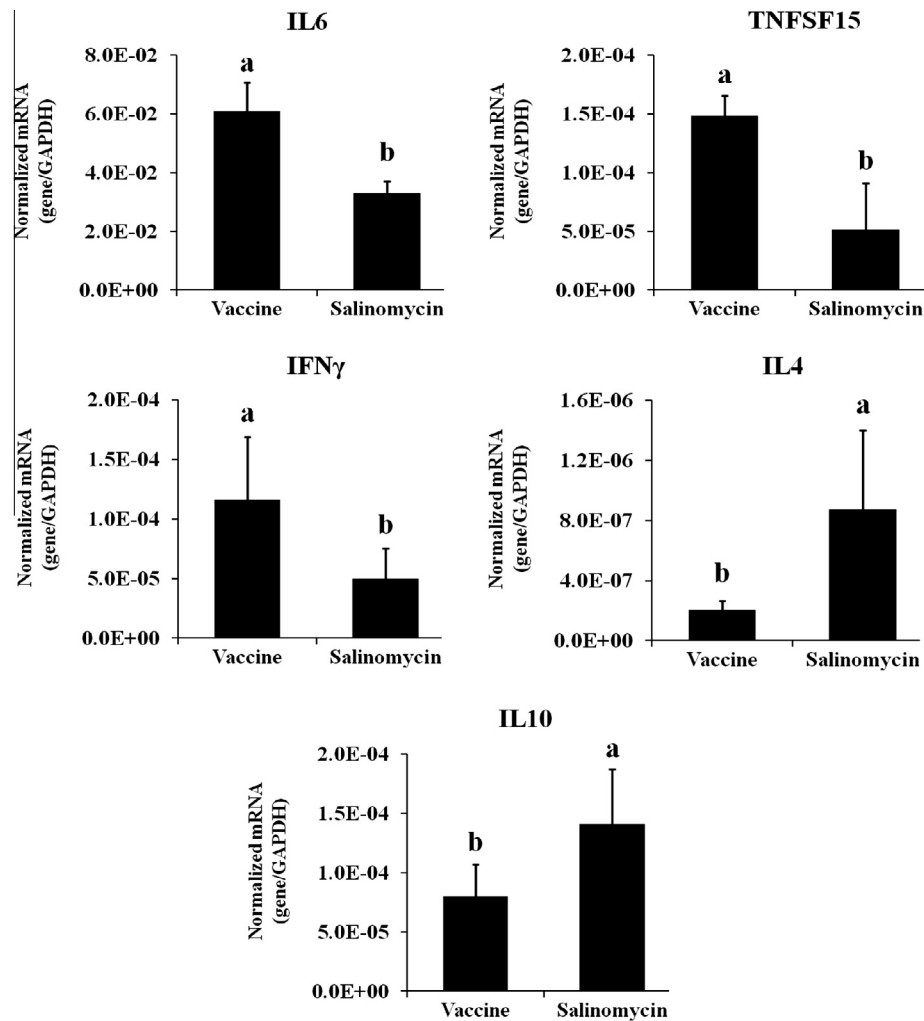 IL6
Normalized mRNA
(gene/GAPDH)
8.0E-02
6.0E-02
4.0E-02
2.0E-02
0.0E+00
a
b
Vaccine
Salinomycin
TNFSF15
Normalized mRNA
(gene/GAPDH)
2.0E-04
1.5E-04
1.0E-04
5.0E-05
0.0E+00
a
b
Vaccine
Salinomycin
IFNγ
Normalized mRNA
(gene/GAPDH)
2.0E-04
1.5E-04
1.0E-04
5.0E-05
0.0E+00
a
b
Vaccine
Salinomycin
IL4
Normalized mRNA
(gene/GAPDH)
1.6E-06
1.2E-06
8.0E-07
4.0E-07
0.0E+00
b
a
Vaccine
Salinomycin
IL10
Normalized mRNA
(gene/GAPDH)
2.0E-04
1.5E-04
1.0E-04
5.0E-05
0.0E+00
b
a
Vaccine
Salinomycin